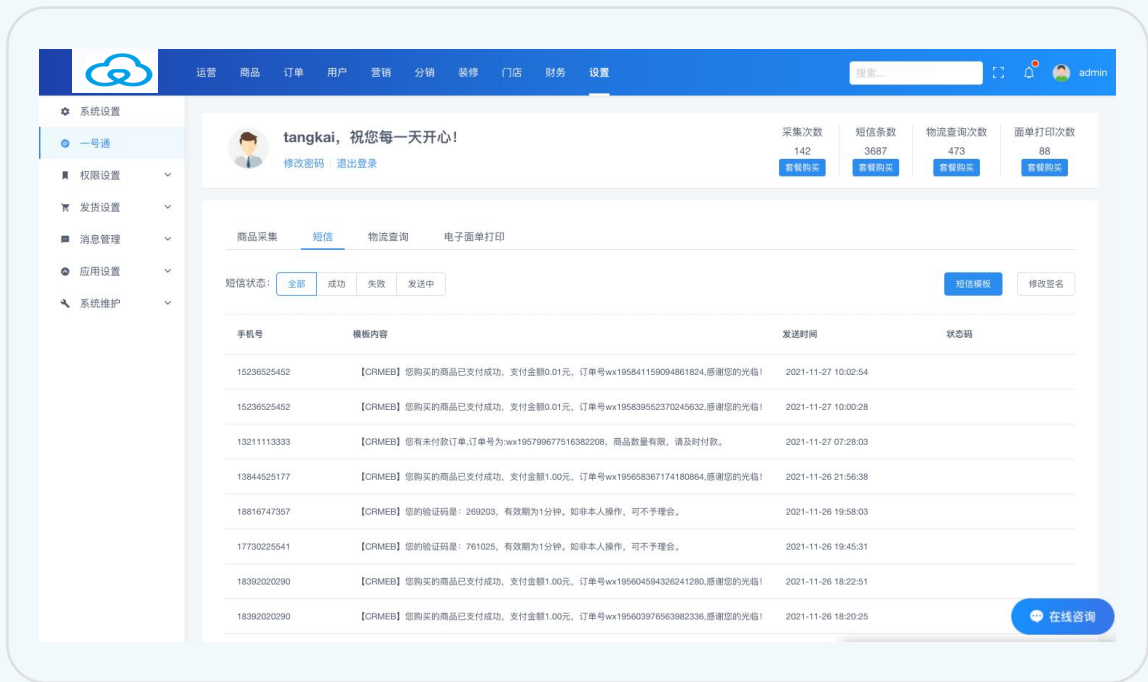 运营 商品 订单 用户 营销 分销 装修 门店 财务 设置 搜索... admin
系统设置
一号通
权限设置
发货设置
消息管理
应用设置
系统维护
tangkai，祝您每一天开心！
修改密码 退出登录
采集次数 短信条数 物流查询次数 面单打印次数
142 3687 473 88
套餐购买 套餐购买 套餐购买 套餐购买
商品采集 短信 物流查询 电子面单打印
短信状态： 全部 成功 失败 发送中 短信模板 修改签名
手机号 模板内容 发送时间 状态码
15236525452 【CRMEB】您购买的商品已支付成功，支付金额0.01元，订单号wx195841159094861824,感谢您的光临！ 2021-11-27 10:02:54
15236525452 【CRMEB】您购买的商品已支付成功，支付金额0.01元，订单号wx195839552370245632,感谢您的光临！ 2021-11-27 10:00:28
13211113333 【CRMEB】您有未付款订单,订单号为:wx195799677516382208，商品数量有限，请及时付款。 2021-11-27 07:28:03
13844525177 【CRMEB】您购买的商品已支付成功，支付金额1.00元，订单号wx195658367174180864,感谢您的光临！ 2021-11-26 21:56:38
18816747357 【CRMEB】您的验证码是：269203，有效期为1分钟。如非本人操作，可不予理会。 2021-11-26 19:58:03
17730225541 【CRMEB】您的验证码是：761025，有效期为1分钟。如非本人操作，可不予理会。 2021-11-26 19:45:31
18392020290 【CRMEB】您购买的商品已支付成功，支付金额1.00元，订单号wx195604594326241280,感谢您的光临！ 2021-11-26 18:22:51
18392020290 【CRMEB】您购买的商品已支付成功，支付金额1.00元，订单号wx195603976563982336,感谢您的光临！ 2021-11-26 18:20:25
在线咨询